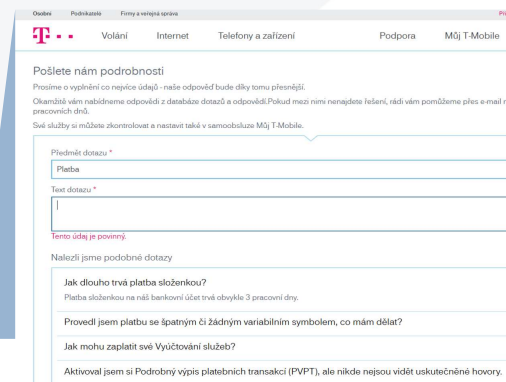 Osobní Podnikatelé Firmy a veřejná správa
T Volání Internet Telefony a zařízení Podpora Můj T-Mobile
Pošlete nám podrobnosti
Prosíme o vyplnění co nejvíce údajů - naše odpověď bude díky tomu přesnější.
Okamžitě vám nabídneme odpovědi z databáze dotazů a odpovědí.Pokud mezi nimi nenajdete řešení, rádi vám pomůžeme přes e-mail
pracovních dnů.
Své služby si můžete zkontrolovat a nastavit také v samoobsluze Můj T-Mobile.
Předmět dotazu *
Platba
Text dotazu *
Tento údaj je povinný.
Nalezli jsme podobné dotazy
Jak dlouho trvá platba složenkou?
Platba složenkou na náš bankovní účet trvá obvykle 3 pracovní dny.
Provedl jsem platbu se špatným či žádným variabilním symbolem, co mám dělat?
Jak mohu zaplatit své Vyúčtování služeb?
Aktivoval jsem si Podrobný výpis platebních transakcí (PVPT), ale nikde nejsou vidět uskutečněné hovory.